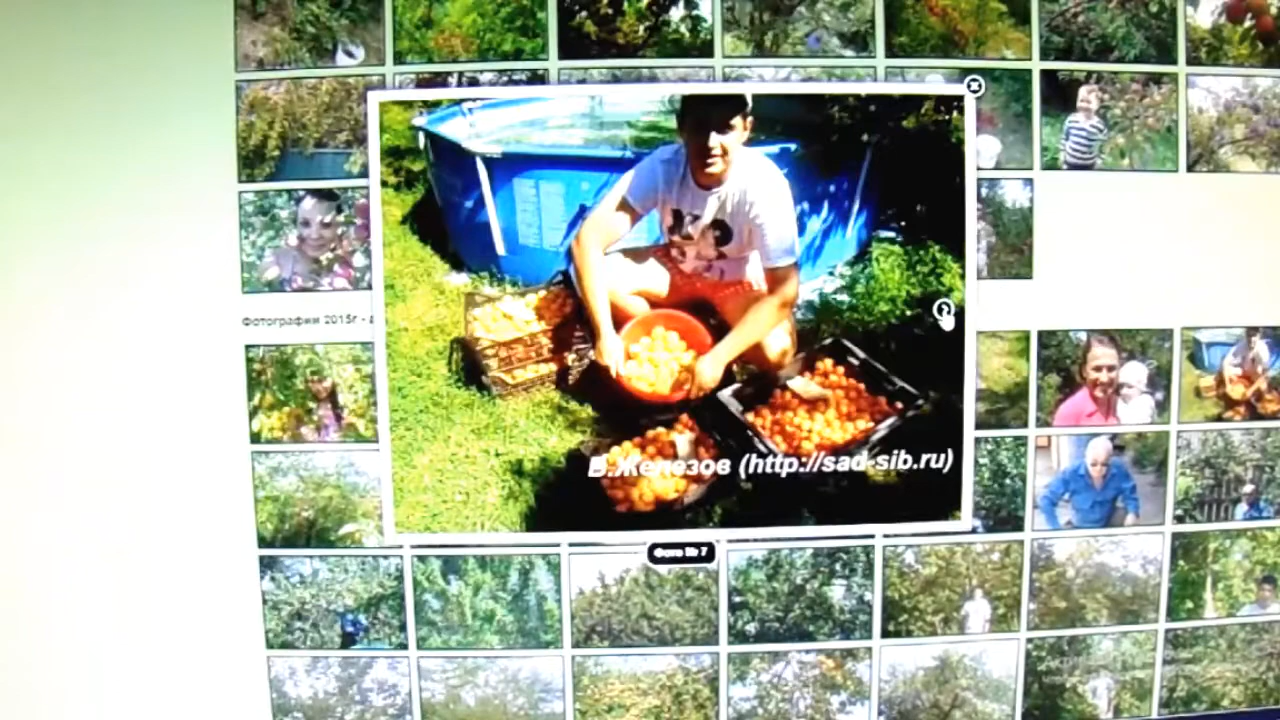 Фотографии 2015г -
В.Железов (http://sad-sib.ru)
Фото № 7